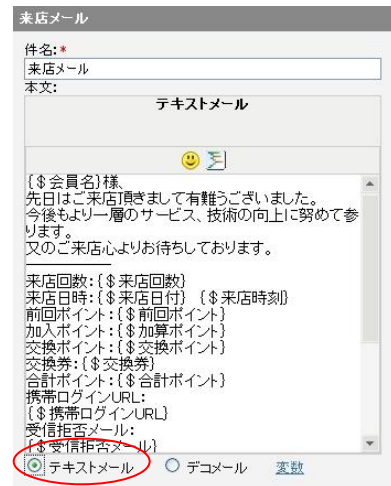 来店メール
件名:*
来店メール
本文:
テキストメール
{$会員名}様、
先日はご来店頂きまして有難うございました。
今後もより一層のサービス、技術の向上に努めて参
ります。
又のご来店心よりお待ちしております。
────────
来店回数:{$来店回数}
来店日時:{$来店日付} {$来店時刻}
前回ポイント:{$前回ポイント}
加入ポイント:{$加算ポイント}
交換ポイント:{$交換ポイント}
交換券:{$交換券}
合計ポイント:{$合計ポイント}
携帯ログインURL:
{$携帯ログインURL}
受信拒否メール:
{$受信拒否メール}
テキストメール デコメール 変数